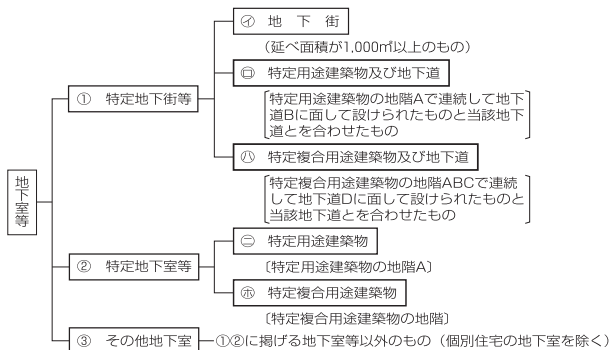 ㋑ 地下街
(延べ面積が1,000㎡以上のもの)
㋺ 特定用途建築物及び地下道
① 特定地下街等
特定用途建築物の地階Aで連続して地下
道Bに面して設けられたものと当該地下
道とを合わせたもの
㋩ 特定複合用途建築物及び地下道
地下室等
特定複合用途建築物の地階ABCで連続
して地下道Dに面して設けられたものと
当該地下道とを合わせたもの
㋥ 特定用途建築物
② 特定地下室等
〔特定用途建築物の地階A〕
㋭ 特定複合用途建築物
〔特定複合用途建築物の地階〕
③ その他地下室
①②に掲げる地下室等以外のもの(個別住宅の地下室を除く)